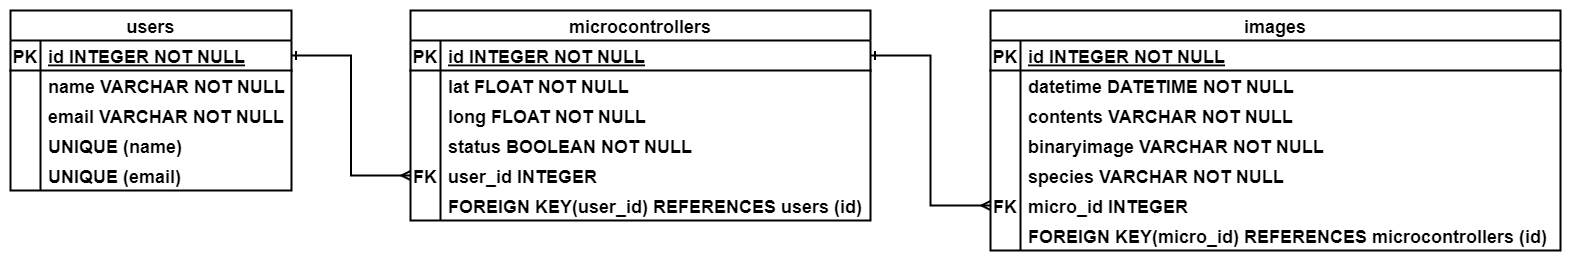 users
PK id INTEGER NOT NULL
name VARCHAR NOT NULL
email VARCHAR NOT NULL
UNIQUE (name)
UNIQUE (email)
microcontrollers
PK id INTEGER NOT NULL
lat FLOAT NOT NULL
long FLOAT NOT NULL
status BOOLEAN NOT NULL
FK user_id INTEGER
FOREIGN KEY(user_id) REFERENCES users (id)
images
PK id INTEGER NOT NULL
datetime DATETIME NOT NULL
contents VARCHAR NOT NULL
binaryimage VARCHAR NOT NULL
species VARCHAR NOT NULL
FK micro_id INTEGER
FOREIGN KEY(micro_id) REFERENCES microcontrollers (id)